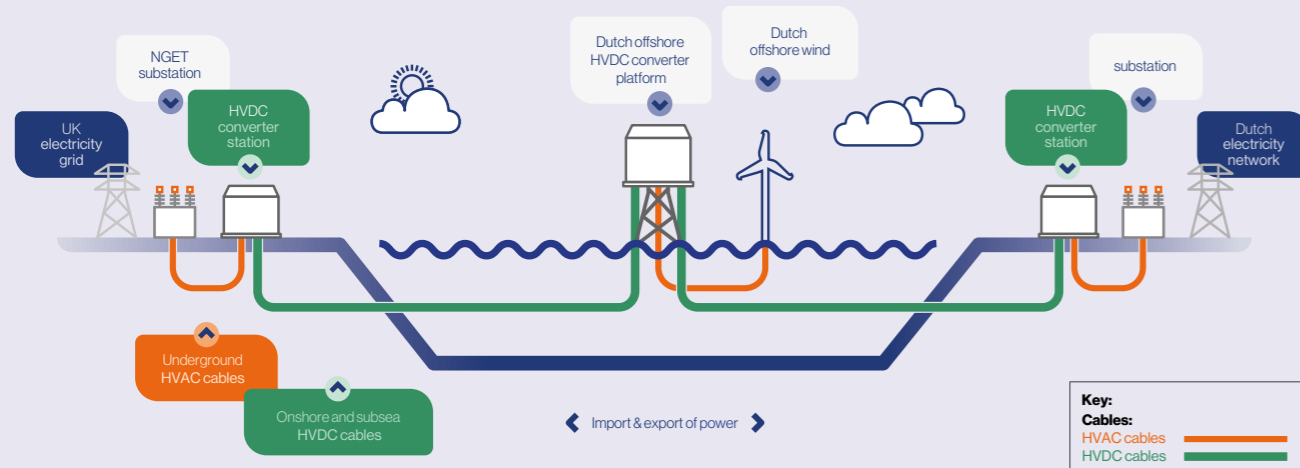 UK
electricity
grid
NGET
substation
HVDC
converter
station
Dutch offshore
HVDC converter
platform
Dutch
offshore wind
HVDC
converter
station
substation
Dutch
electricity
network
Underground
HVAC cables
Onshore and subsea
HVDC cables
Import & export of power
Key:
Cables:
HVAC cables
HVDC cables